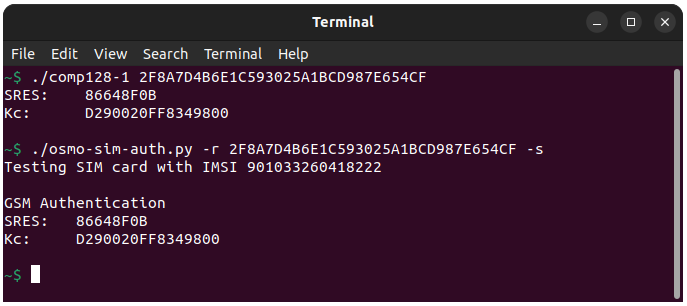 Terminal
File Edit View Search Terminal Help
~$ ./comp128-1 2F8A7D4B6E1C593025A1BCD987E654CF
SRES: 86648F0B
Kc: D290020FF8349800
~$ ./osmo-sim-auth.py -r 2F8A7D4B6E1C593025A1BCD987E654CF -s
Testing SIM card with IMSI 901033260418222
GSM Authentication
SRES: 86648F0B
Kc: D290020FF8349800
~$